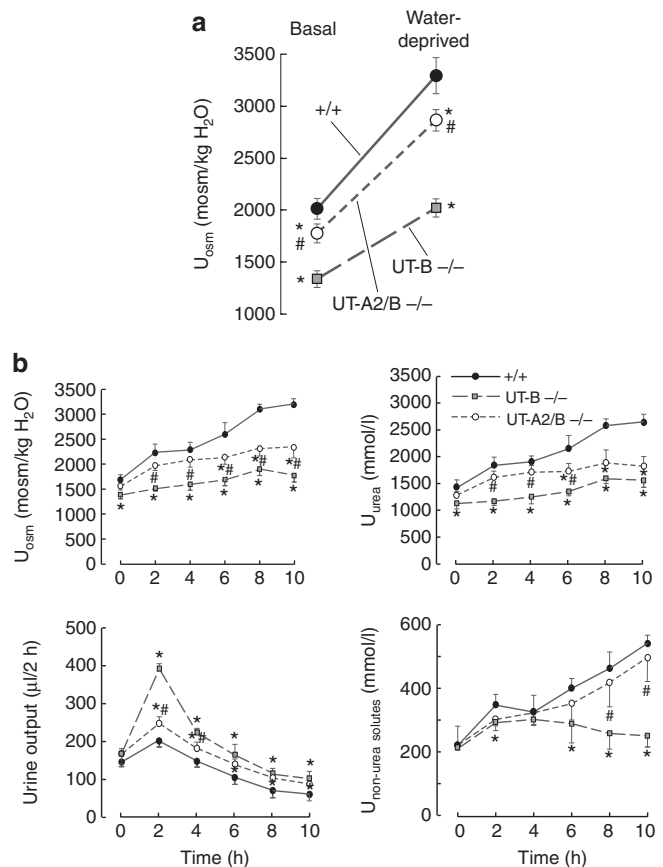 a
Basal
Water-
deprived
4000
3500
3000
2500
2000
1500
1000
U_osm (mosm/kg H₂O)
+/+
*
#
*
#
*
*
UT-B –/–
UT-A2/B –/–
b
3500
3000
2500
2000
1500
1000
500
0
U_osm (mosm/kg H₂O)
# # *# *# *#
* * * * * *
0 2 4 6 8 10
+/+
UT-B –/–
UT-A2/B –/–
3500
3000
2500
2000
1500
1000
500
0
U_urea (mmol/l)
# # *# * *
* * * * * *
0 2 4 6 8 10
500
400
300
200
100
0
Urine output (µl/2 h)
*
*# * * * *
*# * * *
0 2 4 6 8 10
Time (h)
600
400
200
0
U_non-urea solutes (mmol/l)
# #
* * * *
0 2 4 6 8 10
Time (h)